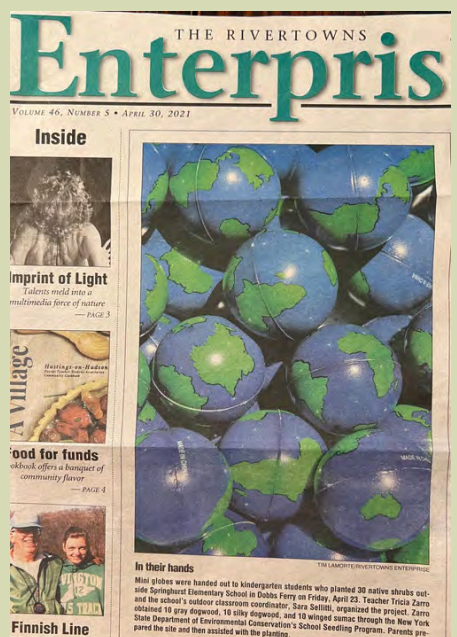 THE RIVERTOWNS
Enterpris
VOLUME 46, NUMBER 5 • APRIL 30, 2021
Inside
Imprint of Light
Talents meld into a
multimedia force of nature
— PAGE 3
A Village
Hastings-on-Hudson
Food for funds
okbook offers a banquet of
community flavor
— PAGE 4
12
TRACK
Finnish Line
MADE IN
TIM LAMORTE/RIVERTOWNS ENTERPRISE
In their hands
Mini globes were handed out to kindergarten students who planted 30 native shrubs out-
side Springhurst Elementary School in Dobbs Ferry on Friday, April 23. Teacher Tricia Zarro
and the school's outdoor classroom coordinator, Sara Sellitti, organized the project. Zarro
obtained 10 gray dogwood, 10 silky dogwood, and 10 winged sumac through the New York
State Department of Environmental Conservation's School Seedling Program. Parents pre-
pared the site and then assisted with the planting.